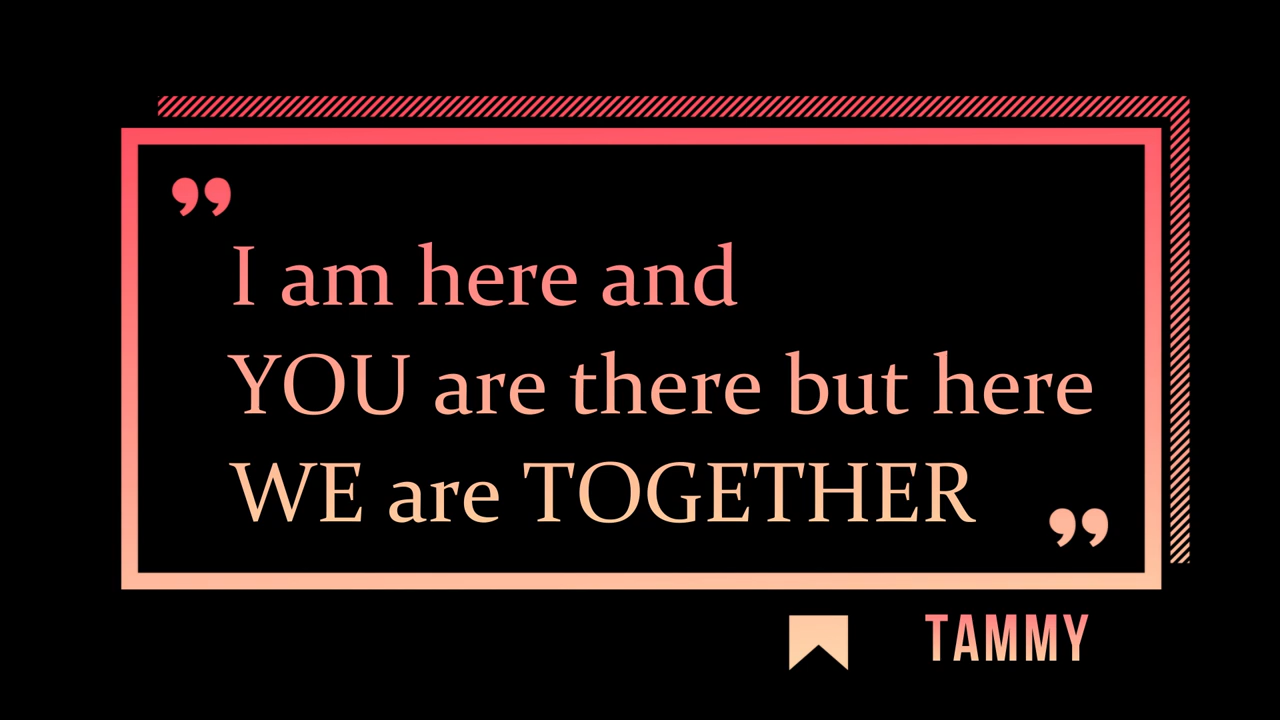 ”
I am here and
YOU are there but here
WE are TOGETHER
”
TAMMY